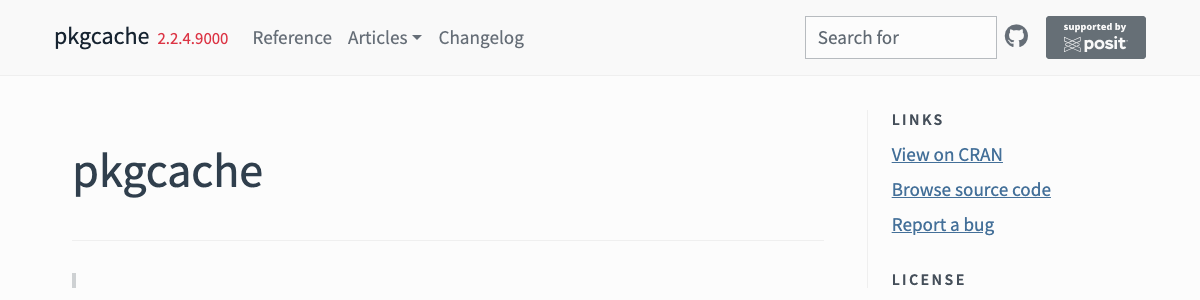 pkgcache 2.2.4.9000 Reference Articles Changelog Search for supported by posit
pkgcache
LINKS
View on CRAN
Browse source code
Report a bug
LICENSE